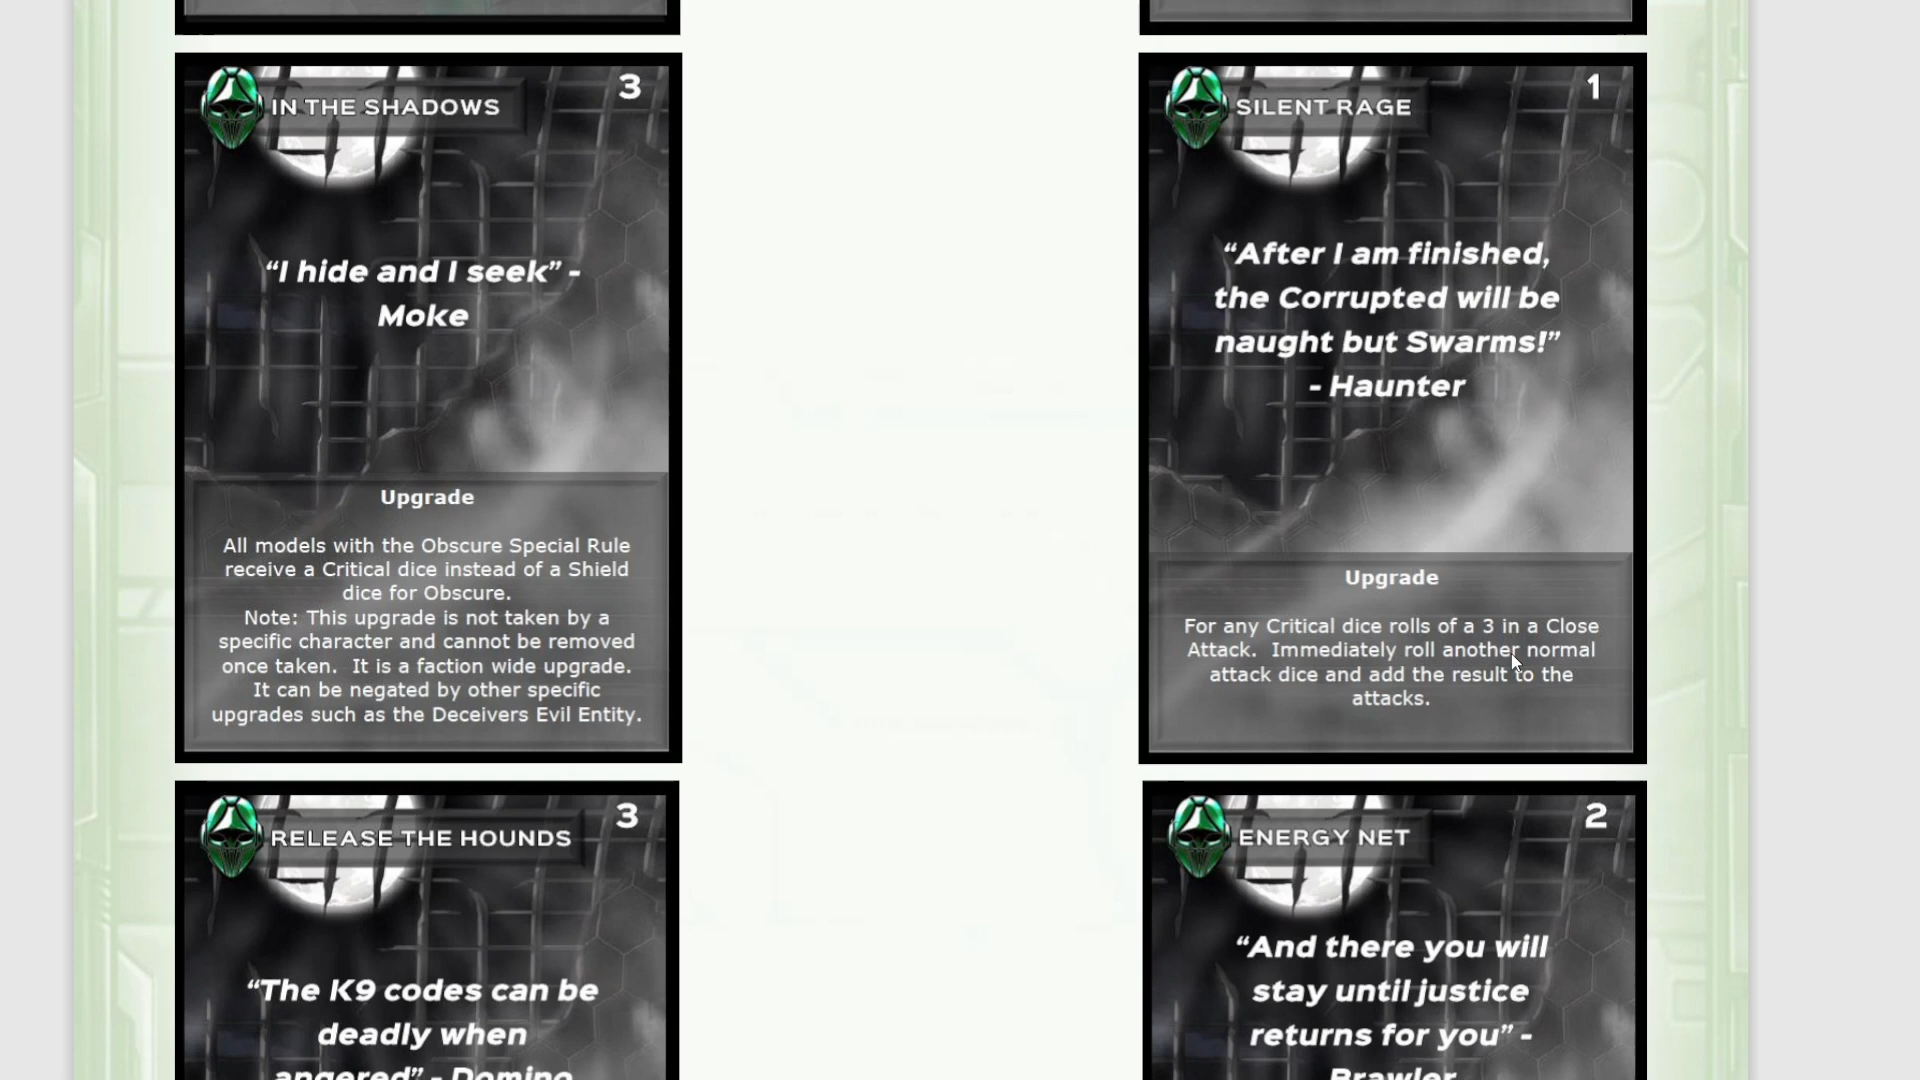 3
IN THE SHADOWS
“I hide and I seek” -
Moke
Upgrade
All models with the Obscure Special Rule
receive a Critical dice instead of a Shield
dice for Obscure.
Note: This upgrade is not taken by a
specific character and cannot be removed
once taken.  It is a faction wide upgrade.
It can be negated by other specific
upgrades such as the Deceivers Evil Entity.
1
SILENT RAGE
“After I am finished,
the Corrupted will be
naught but Swarms!”
- Haunter
Upgrade
For any Critical dice rolls of a 3 in a Close
Attack.  Immediately roll another normal
attack dice and add the result to the
attacks.
3
RELEASE THE HOUNDS
“The K9 codes can be
deadly when
angered” - Domino
2
ENERGY NET
“And there you will
stay until justice
returns for you” -
Brawler